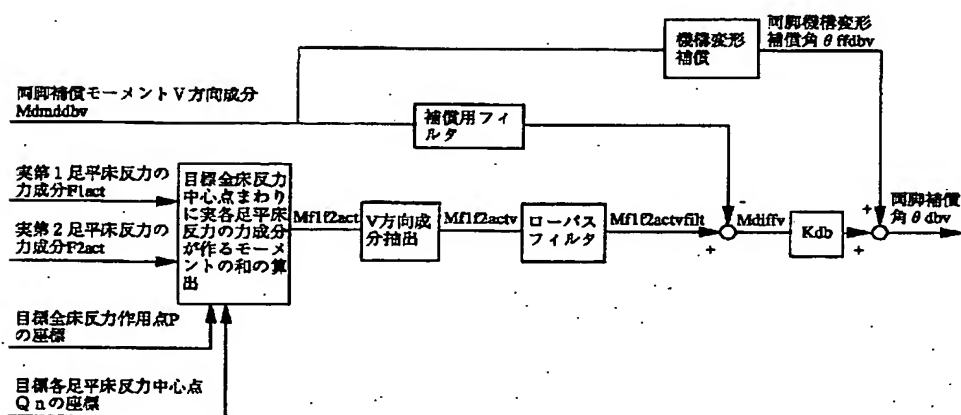 機構変形
補償
両脚機構変形
補償角θffdbv
両脚補償モーメントV方向成分
Mdmddbv
補償用フィ
ルタ
実第1足平床反力の
力成分F1act
実第2足平床反力の
力成分F2act
目標全床反力
中心点まわり
に実各足平床
反力の力成分
が作るモーメ
ントの和の算
出
Mf1f2act
V方向成
分抽出
Mf1f2actv
ローパス
フィルタ
Mf1f2actvfilt
-
+
Mdiffv
Kdb
+
+
両脚補償
角θdbv
目標全床反力作用点P
の座標
目標各足平床反力中心点
Qnの座標